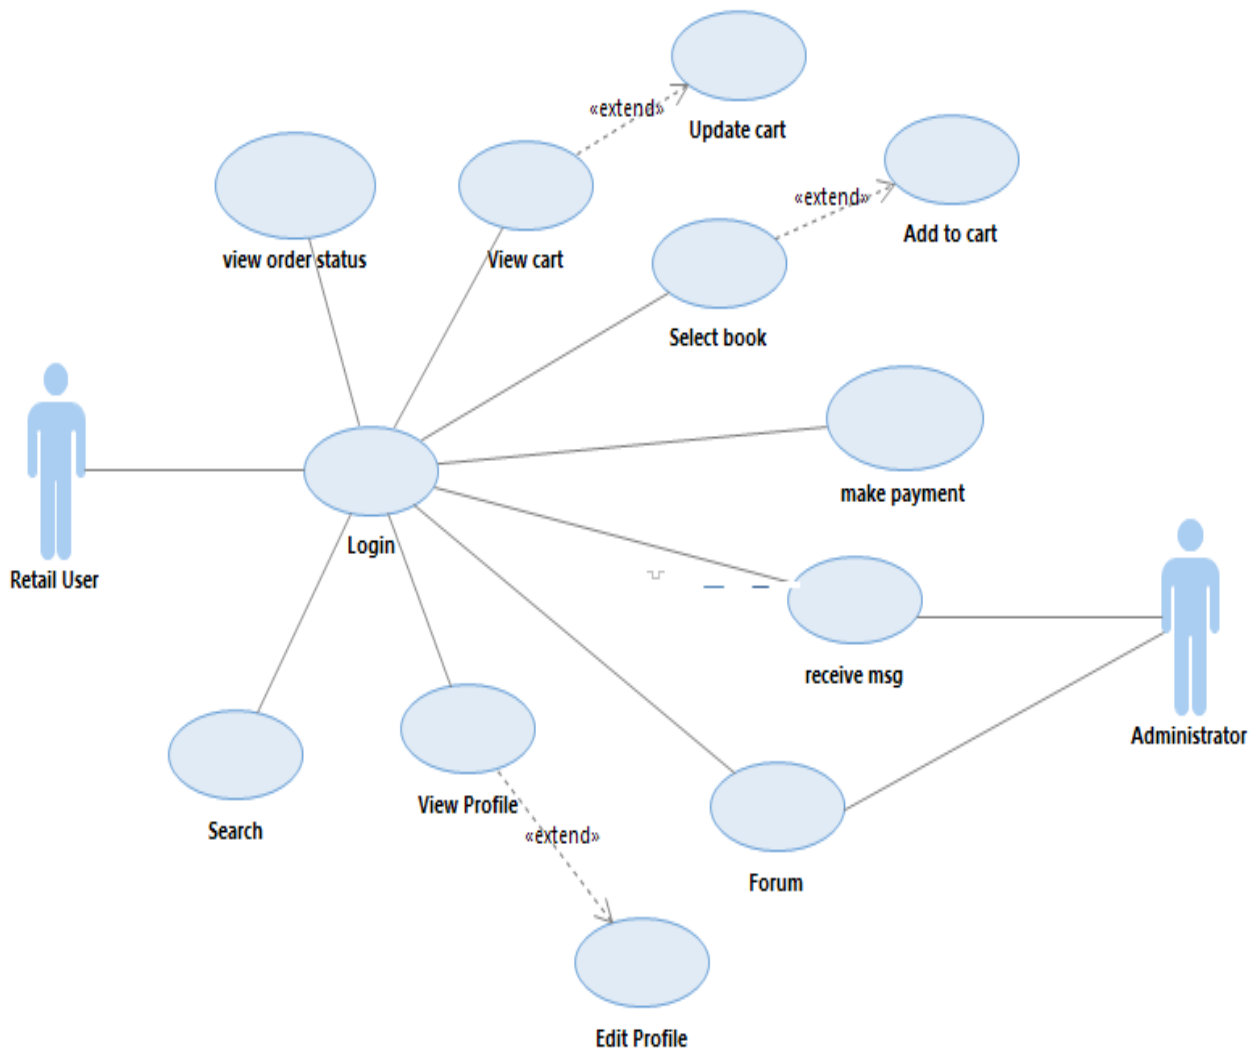 «extend»
Update cart
«extend»
Add to cart
view order status
View cart
Select book
make payment
Login
Retail User
receive msg
Administrator
View Profile
Search
«extend»
Forum
Edit Profile